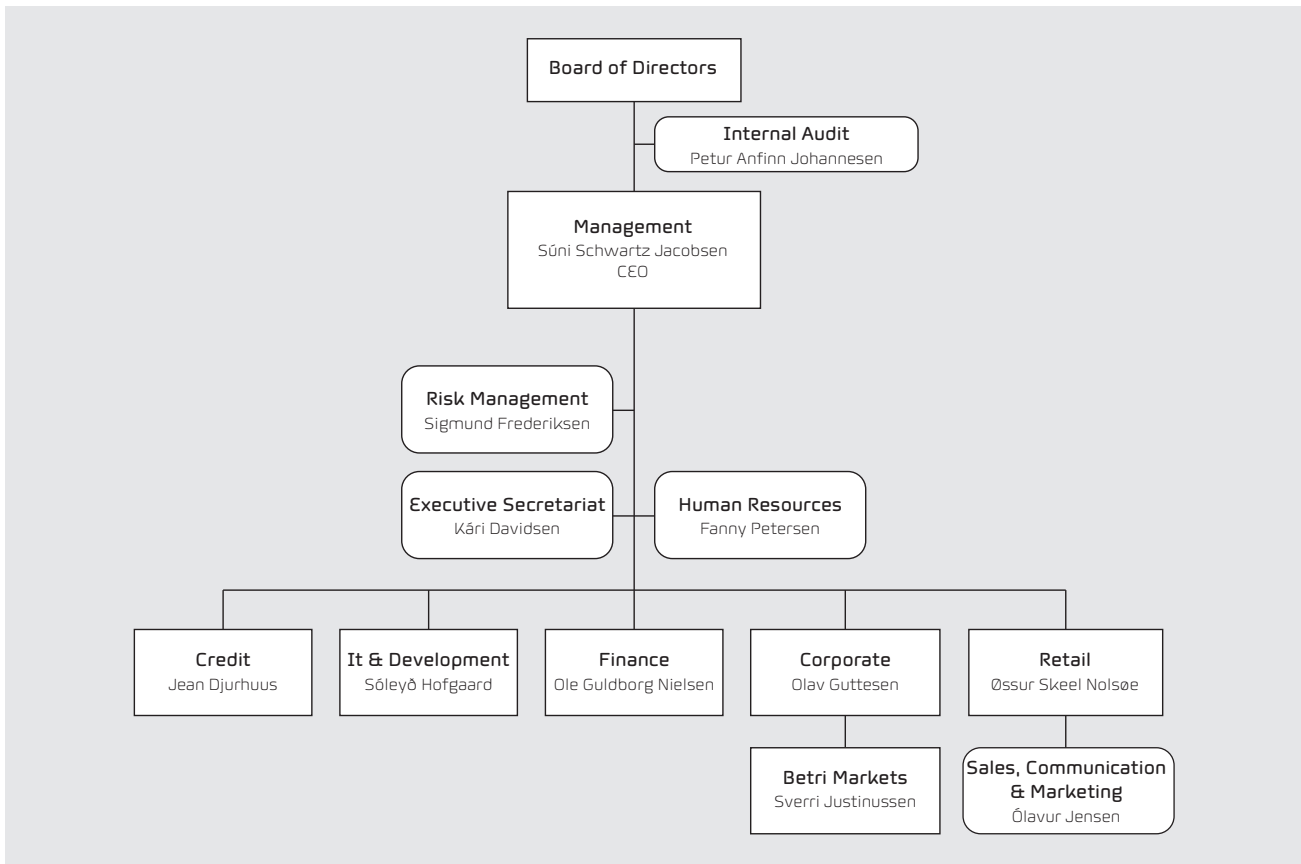 Board of Directors
Internal Audit
Petur Anfinn Johannesen
Management
Súni Schwartz Jacobsen
CEO
Risk Management
Sigmund Frederiksen
Executive Secretariat
Kári Davidsen
Human Resources
Fanny Petersen
Credit
Jean Djurhuus
It & Development
Sóleyð Hofgaard
Finance
Ole Guldborg Nielsen
Corporate
Olav Guttesen
Retail
Øssur Skeel Nolsøe
Betri Markets
Sverri Justinussen
Sales, Communication
& Marketing
Ólavur Jensen